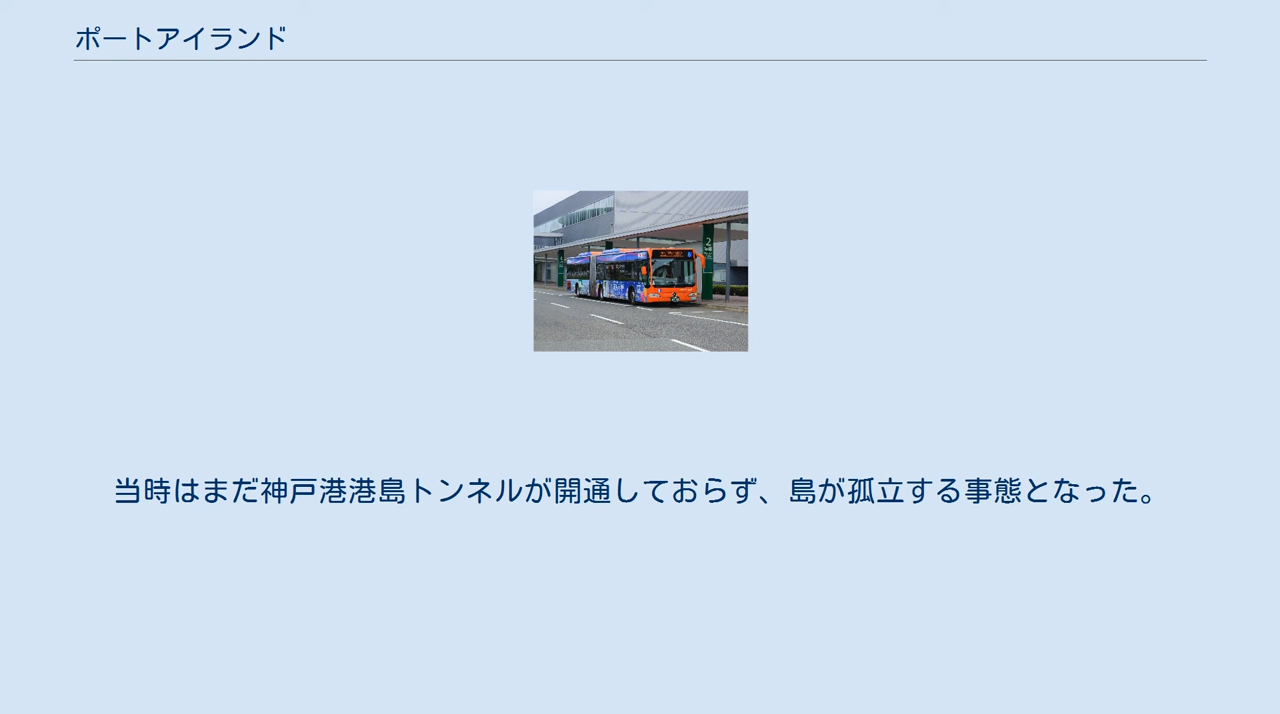 ポートアイランド
2
当時はまだ神戸港港島トンネルが開通しておらず、島が孤立する事態となった。